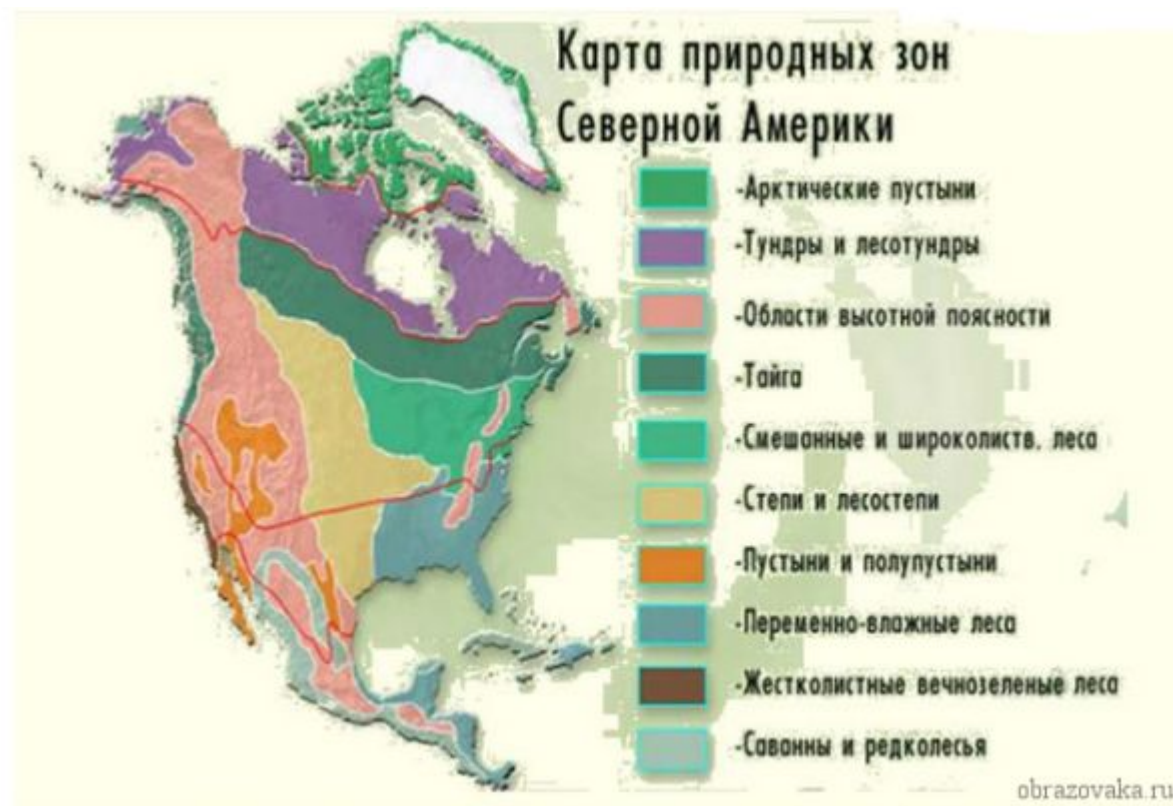 Карта природных зон
Северной Америки
-Арктические пустыни
-Тундры и лесотундры
-Области высотной поясности
-Тайга
-Смешанные и широколиств. леса
-Степи и лесостепи
-Пустыни и полупустыни
-Переменно-влажные леса
-Жестколистные вечнозеленые леса
-Саванны и редколесья
obrazovaka.ru